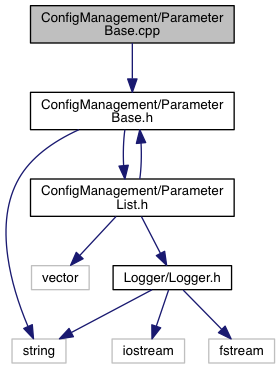 ConfigManagement/Parameter
Base.cpp
ConfigManagement/Parameter
Base.h
ConfigManagement/Parameter
List.h
vector
Logger/Logger.h
string
iostream
fstream